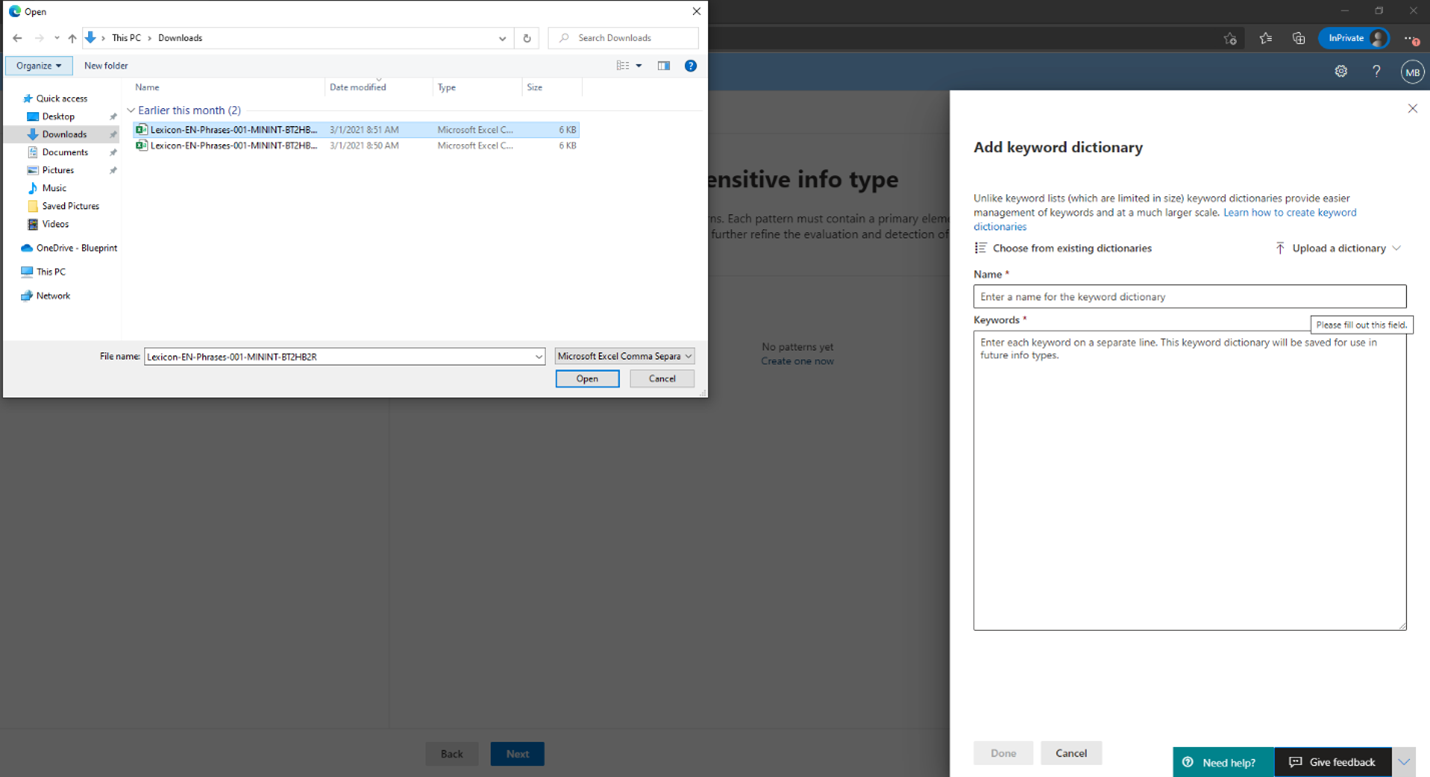 Open
This PC > Downloads
Search Downloads
InPrivate
Organize
New folder
MB
Quick access
Desktop
Downloads
Documents
Pictures
Music
Saved Pictures
Videos
OneDrive - Blueprint
This PC
Network
Name Date modified Type Size
Earlier this month (2)
Lexicon-EN-Phrases-001-MININT-BT2HB... 3/1/2021 8:51 AM Microsoft Excel C... 6 KB
Lexicon-EN-Phrases-001-MININT-BT2HB... 3/1/2021 8:50 AM Microsoft Excel C... 6 KB
File name: Lexicon-EN-Phrases-001-MININT-BT2HB2R Microsoft Excel Comma Separa
Open Cancel
ensitive info type
ns. Each pattern must contain a primary elem
further refine the evaluation and detection of
No patterns yet
Create one now
Back Next
Add keyword dictionary
Unlike keyword lists (which are limited in size) keyword dictionaries provide easier
management of keywords and at a much larger scale. Learn how to create keyword
dictionaries
Choose from existing dictionaries Upload a dictionary
Name *
Enter a name for the keyword dictionary
Keywords *
Please fill out this field.
Enter each keyword on a separate line. This keyword dictionary will be saved for use in
future info types.
Done Cancel
Need help? Give feedback